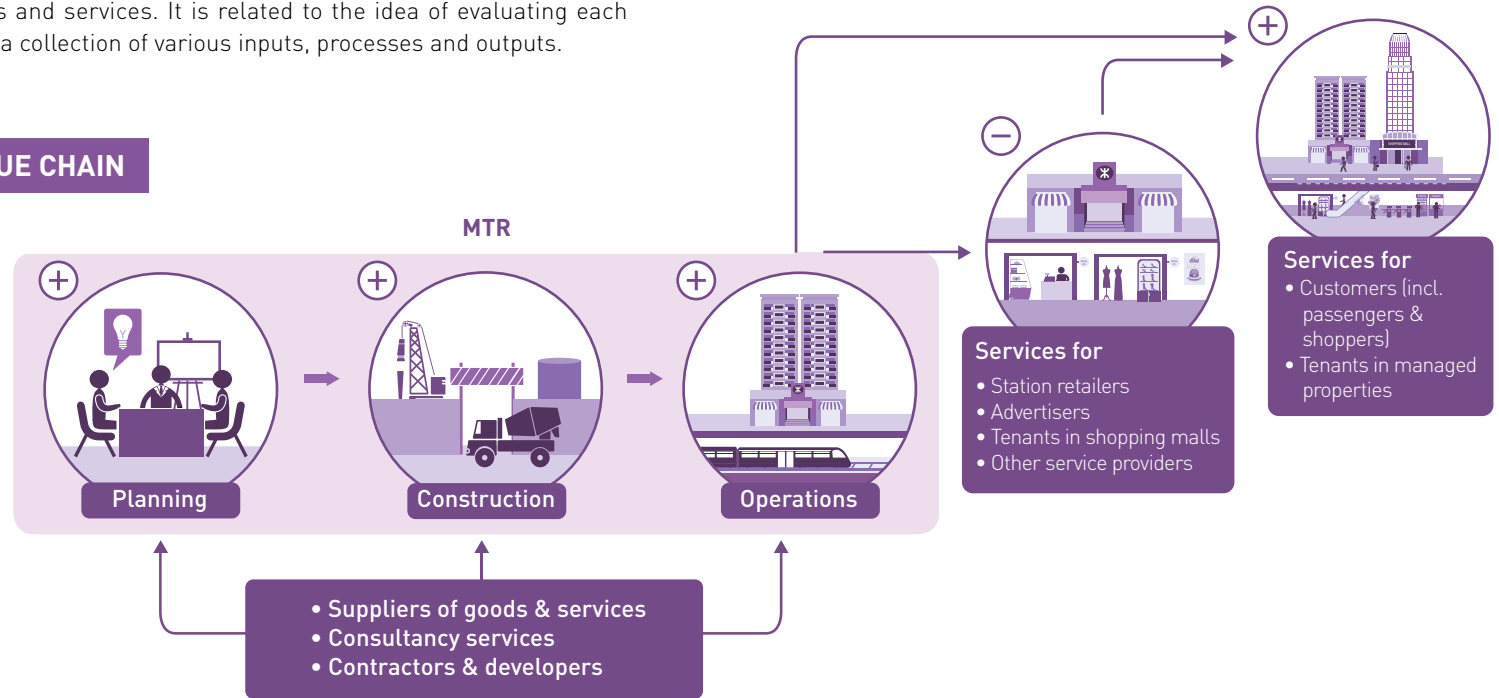 s and services. It is related to the idea of evaluating each
a collection of various inputs, processes and outputs.
UE CHAIN
MTR
Planning
Construction
Operations
• Suppliers of goods & services
• Consultancy services
• Contractors & developers
Services for
• Station retailers
• Advertisers
• Tenants in shopping malls
• Other service providers
SHOPPING MALL
Services for
• Customers (incl.
passengers &
shoppers)
• Tenants in managed
properties